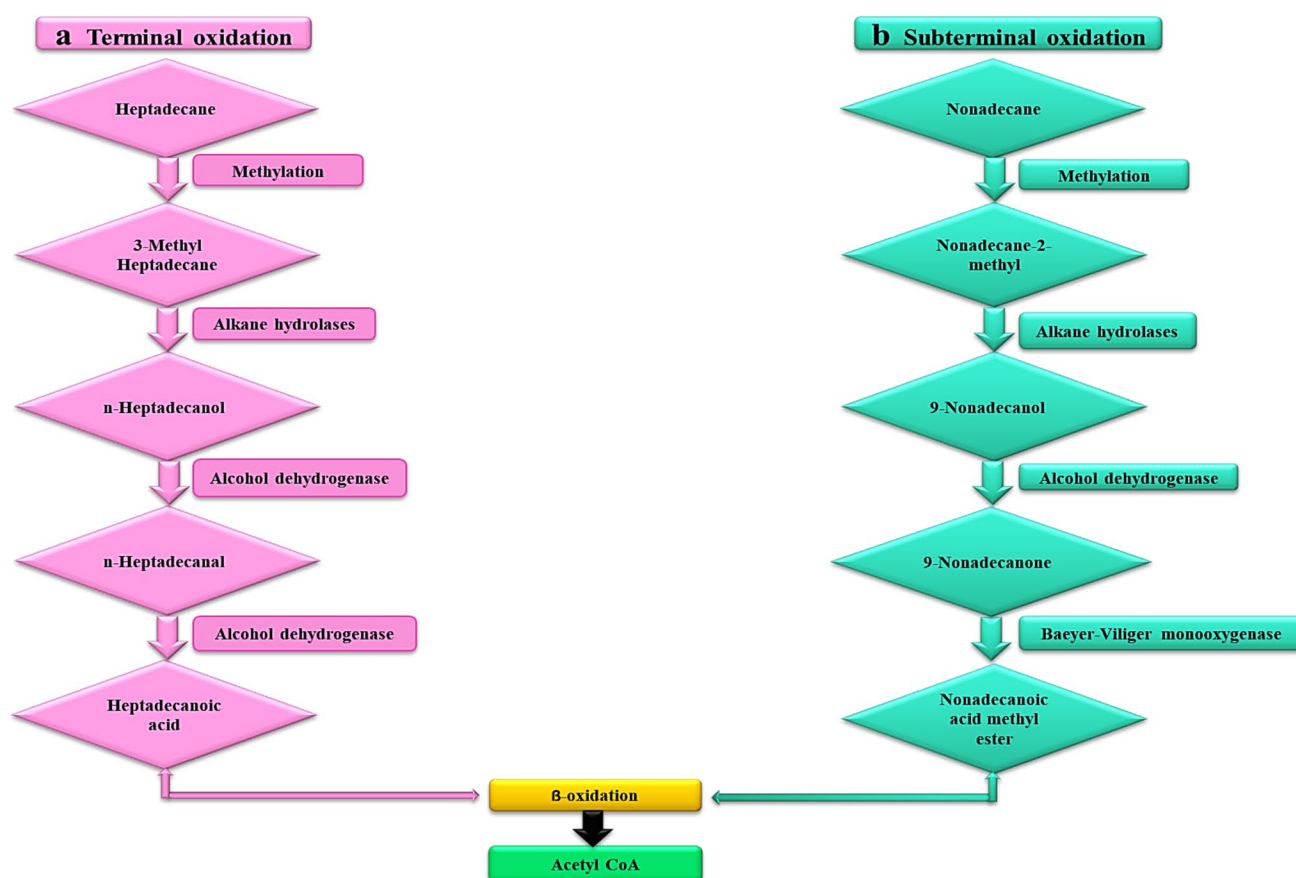 a Terminal oxidation
Heptadecane
Methylation
3-Methyl
Heptadecane
Alkane hydrolases
n-Heptadecanol
Alcohol dehydrogenase
n-Heptadecanal
Alcohol dehydrogenase
Heptadecanoic
acid
b Subterminal oxidation
Nonadecane
Methylation
Nonadecane-2-
methyl
Alkane hydrolases
9-Nonadecanol
Alcohol dehydrogenase
9-Nonadecanone
Baeyer-Viliger monooxygenase
Nonadecanoic
acid methyl
ester
ß-oxidation
Acetyl CoA